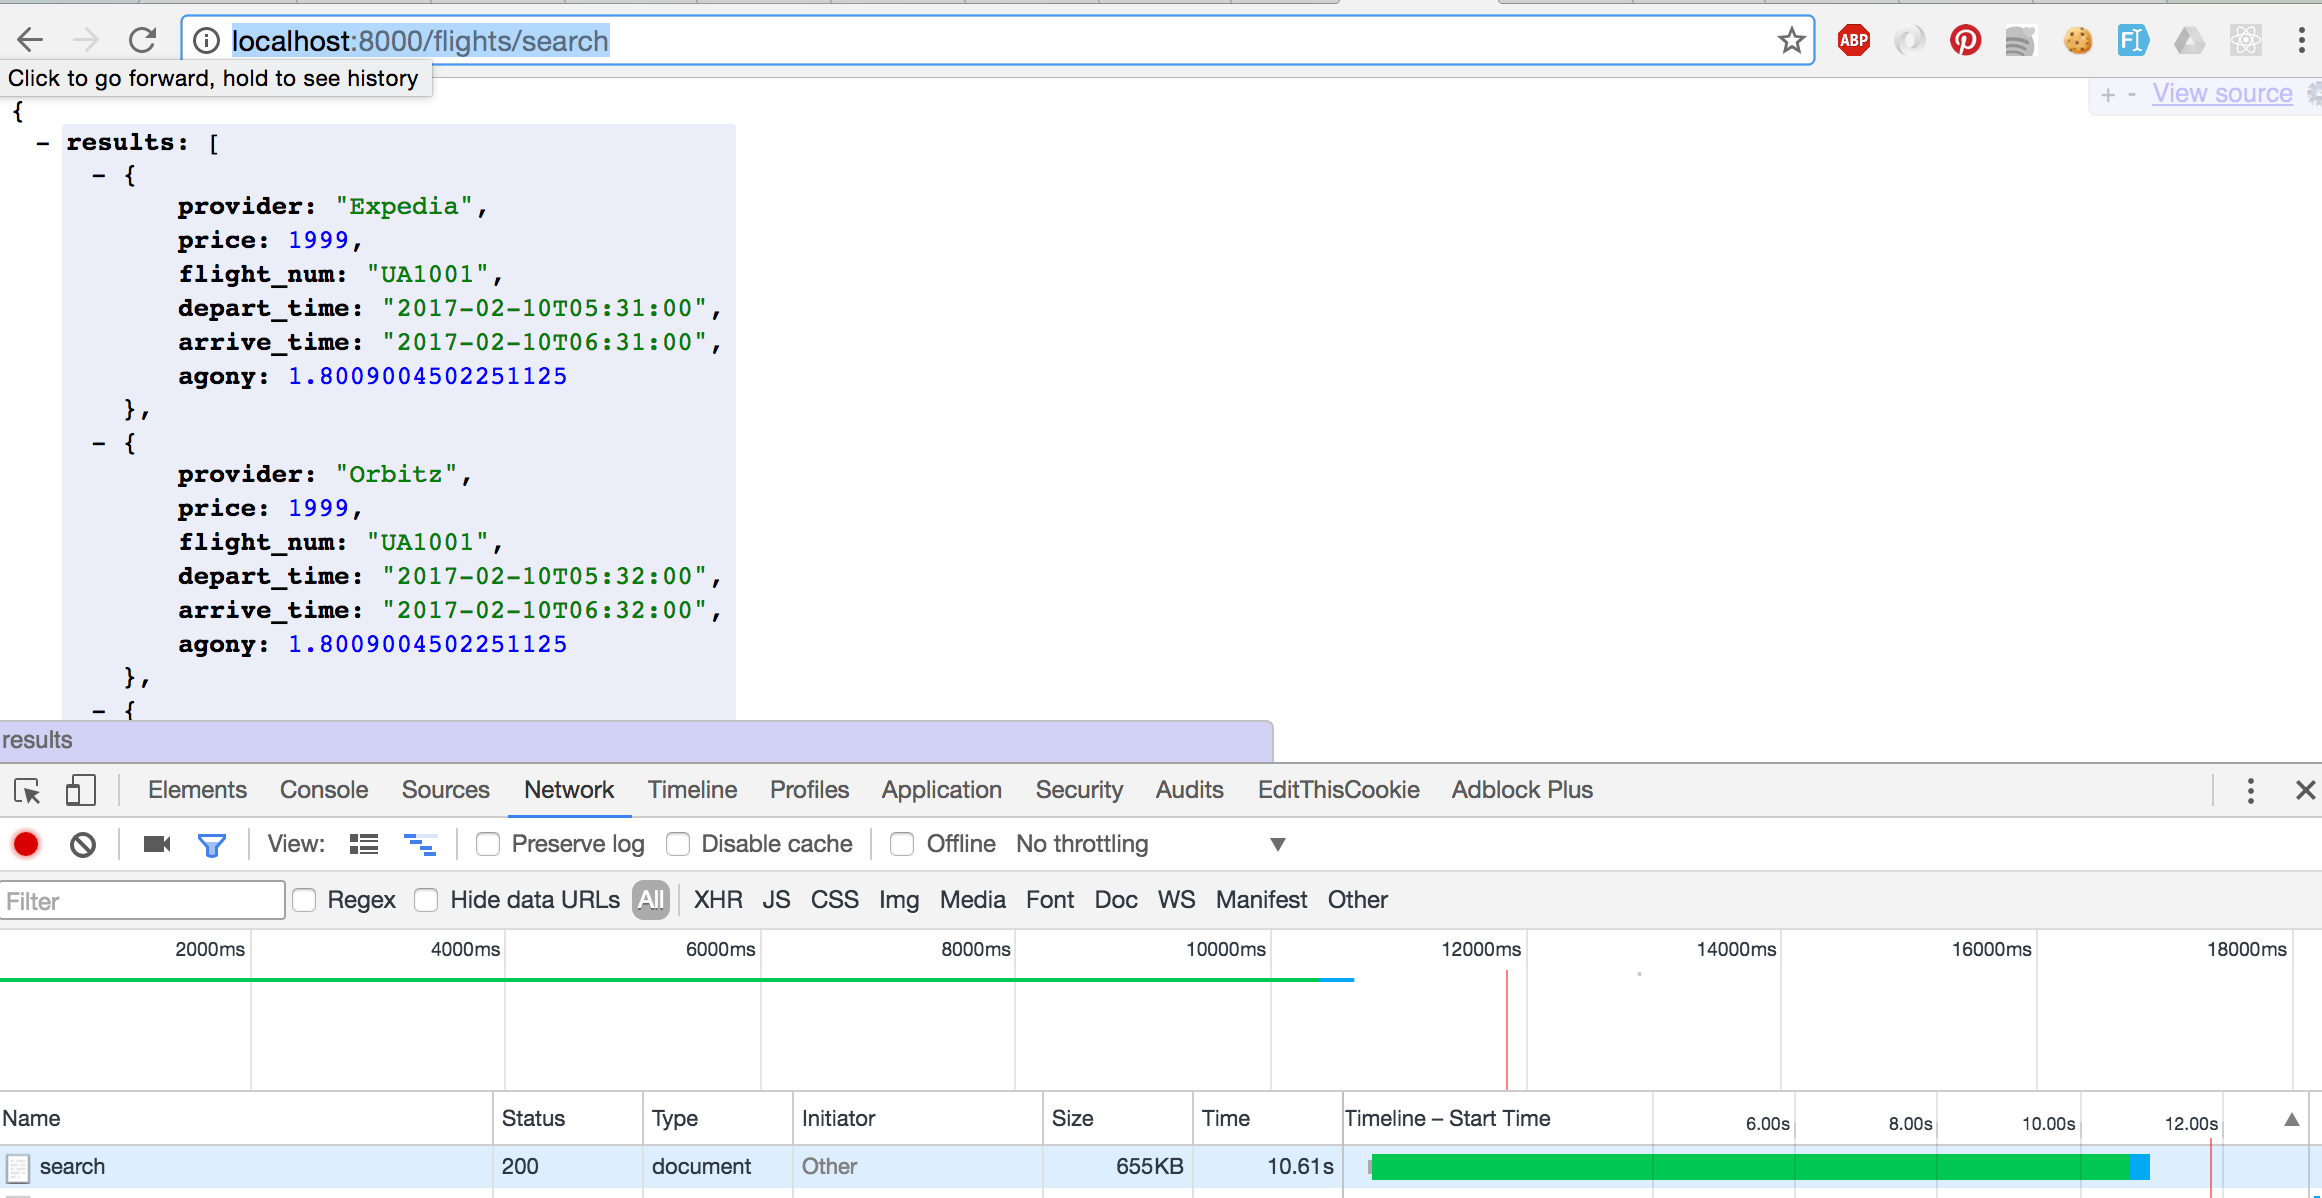 localhost:8000/flights/search
ABP
Click to go forward, hold to see history
+ - View source
{
- results: [
- {
provider: "Expedia",
price: 1999,
flight_num: "UA1001",
depart_time: "2017-02-10T05:31:00",
arrive_time: "2017-02-10T06:31:00",
agony: 1.8009004502251125
},
- {
provider: "Orbitz",
price: 1999,
flight_num: "UA1001",
depart_time: "2017-02-10T05:32:00",
arrive_time: "2017-02-10T06:32:00",
agony: 1.8009004502251125
},
- {
results
Elements Console Sources Network Timeline Profiles Application Security Audits EditThisCookie Adblock Plus
View: Preserve log Disable cache Offline No throttling
Filter Regex Hide data URLs All XHR JS CSS Img Media Font Doc WS Manifest Other
2000ms 4000ms 6000ms 8000ms 10000ms 12000ms 14000ms 16000ms 18000ms
Name Status Type Initiator Size Time Timeline – Start Time 6.00s 8.00s 10.00s 12.00s
search 200 document Other 655KB 10.61s